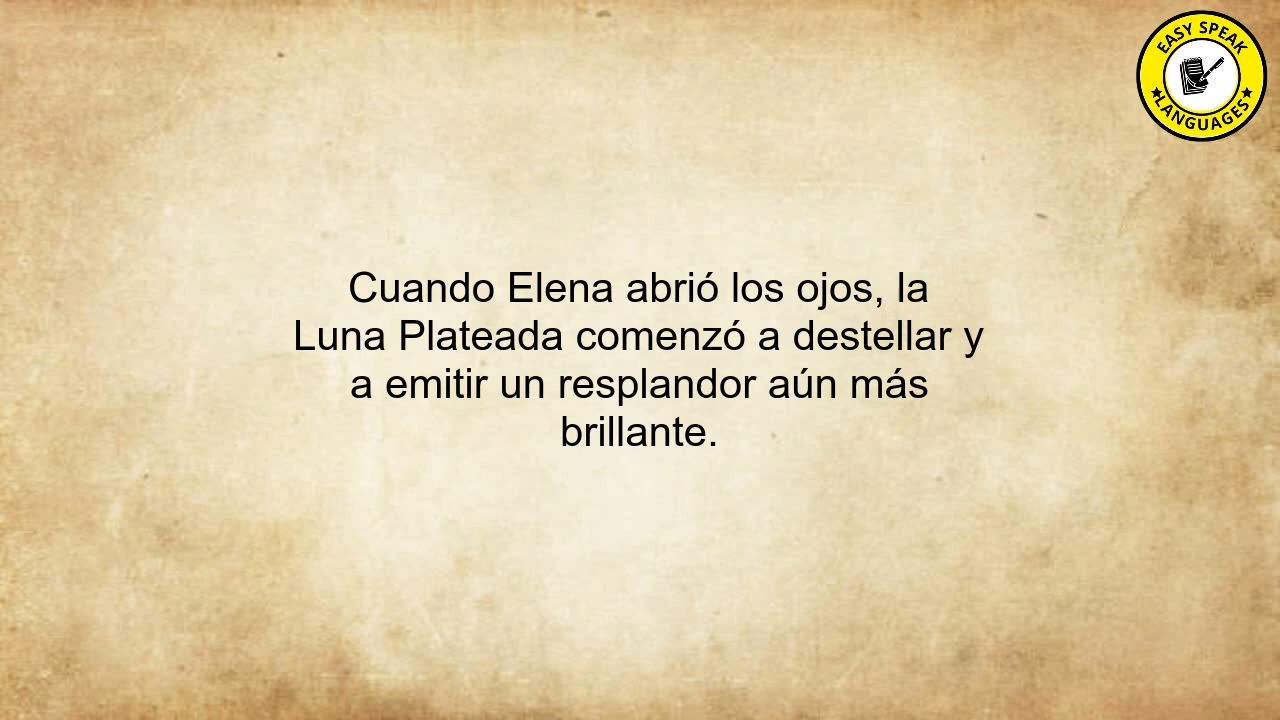 EASY SPEAK
LANGUAGES
Cuando Elena abrió los ojos, la
Luna Plateada comenzó a destellar y
a emitir un resplandor aún más
brillante.